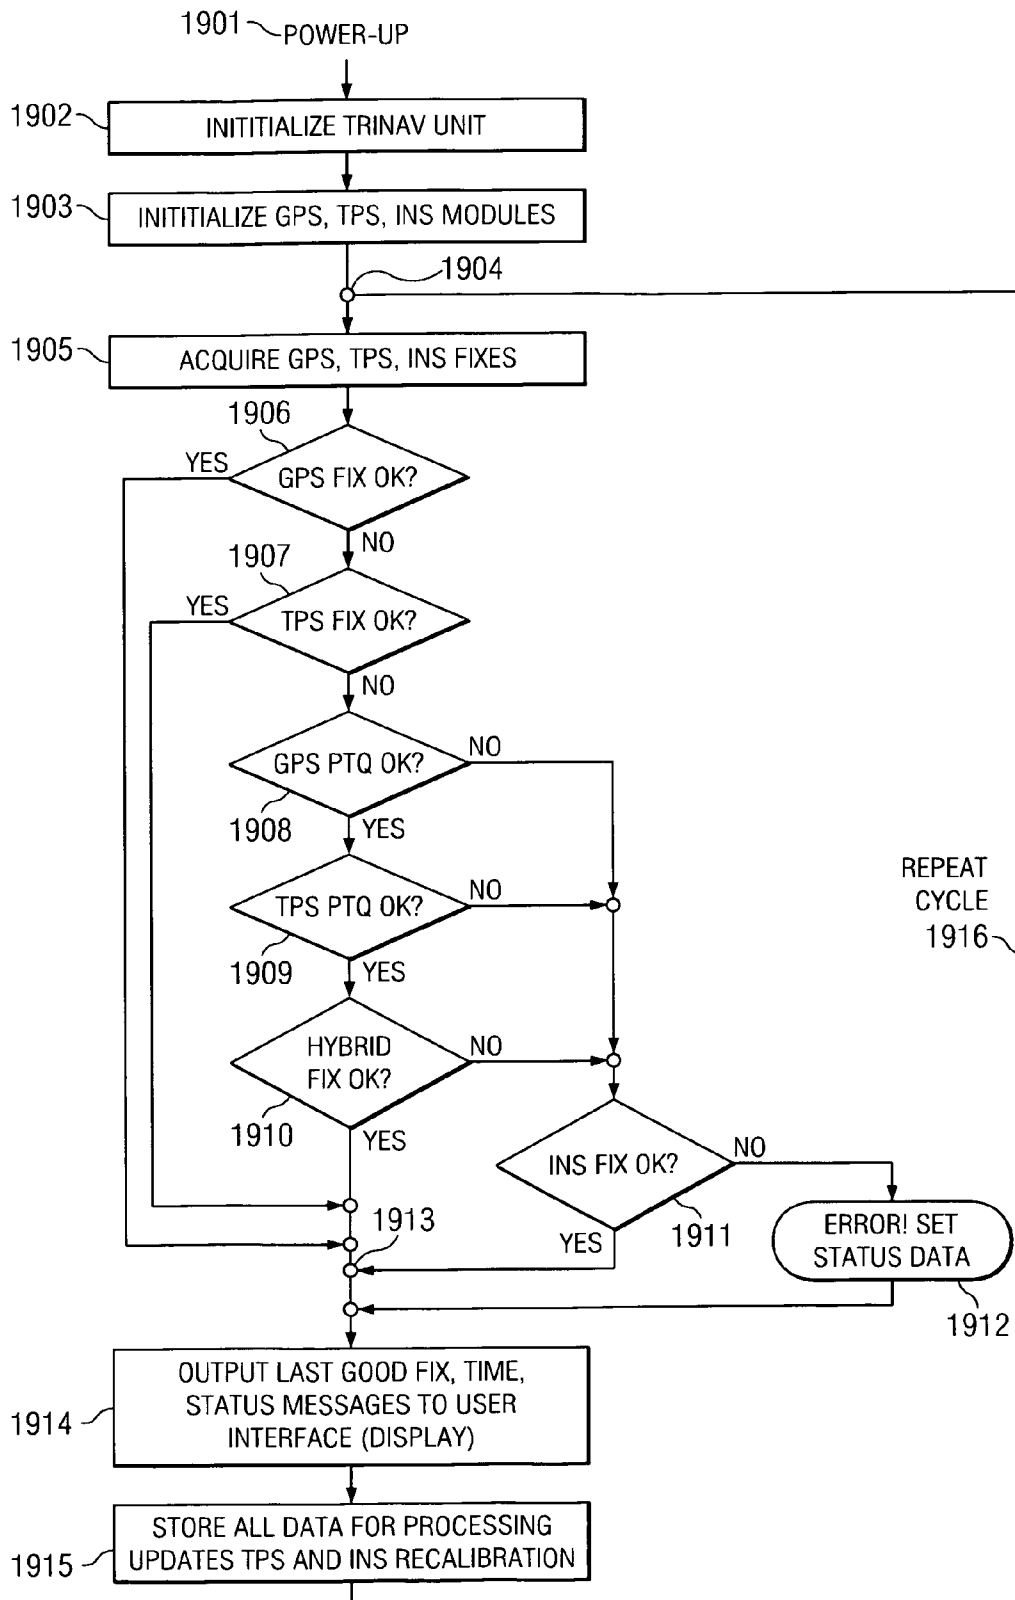 1901
POWER-UP
1902
INITITIALIZE TRINAV UNIT
1903
INITITIALIZE GPS, TPS, INS MODULES
1904
1905
ACQUIRE GPS, TPS, INS FIXES
1906
YES
GPS FIX OK?
NO
1907
YES
TPS FIX OK?
NO
GPS PTQ OK?
NO
1908
YES
TPS PTQ OK?
NO
1909
YES
REPEAT
CYCLE
1916
HYBRID
FIX OK?
NO
1910
YES
INS FIX OK?
NO
1911
YES
ERROR! SET
STATUS DATA
1912
1913
OUTPUT LAST GOOD FIX, TIME,
STATUS MESSAGES TO USER
INTERFACE (DISPLAY)
1914
STORE ALL DATA FOR PROCESSING
UPDATES TPS AND INS RECALIBRATION
1915